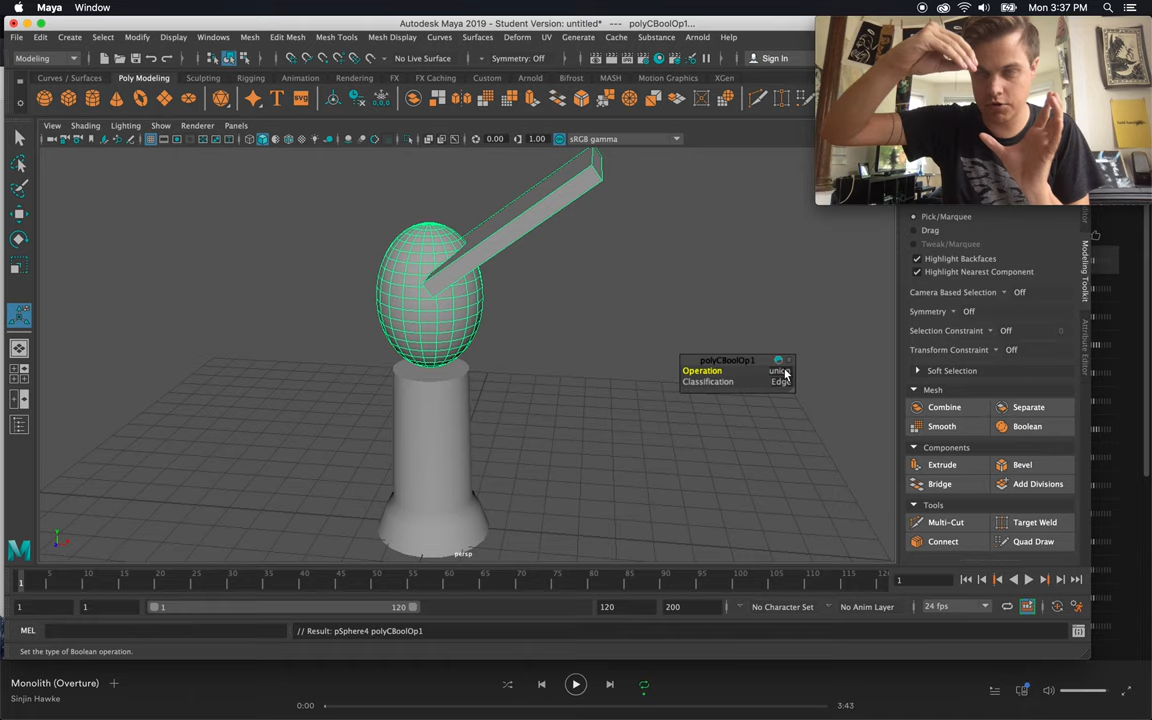 Maya Window
Mon 3:37 PM
Autodesk Maya 2019 - Student Version: untitled* --- polyCBoolOp1...
File Edit Create Select Modify Display Windows Mesh Edit Mesh Mesh Tools Mesh Display Curves Surfaces Deform UV Generate Cache Substance Arnold Help
Modeling No Live Surface Symmetry: Off Sign In
Curves / Surfaces Poly Modeling Sculpting Rigging Animation Rendering FX FX Caching Custom Arnold Bifrost MASH Motion Graphics XGen
SVG
View Shading Lighting Show Renderer Panels
0.00 1.00 sRGB gamma
Pick/Marquee
Drag
Tweak/Marquee
Highlight Backfaces
Highlight Nearest Component
Camera Based Selection Off
Symmetry Off
Selection Constraint Off 0
Transform Constraint Off
Soft Selection
Mesh
Combine Separate
Smooth Boolean
Components
Extrude Bevel
Bridge Add Divisions
Tools
Multi-Cut Target Weld
Connect Quad Draw
Modeling Toolkit
Attribute Editor
polyCBoolOp1
Operation union
Classification Edge
persp
1 5 10 15 20 25 30 35 40 45 50 55 60 65 70 75 80 85 90 95 100 105 110 115 1
1 1 1 120 120 200 No Character Set No Anim Layer 24 fps
MEL // Result: pSphere4 polyCBoolOp1
Set the type of Boolean operation.
Monolith (Overture)
Sinjin Hawke
0:00 3:43